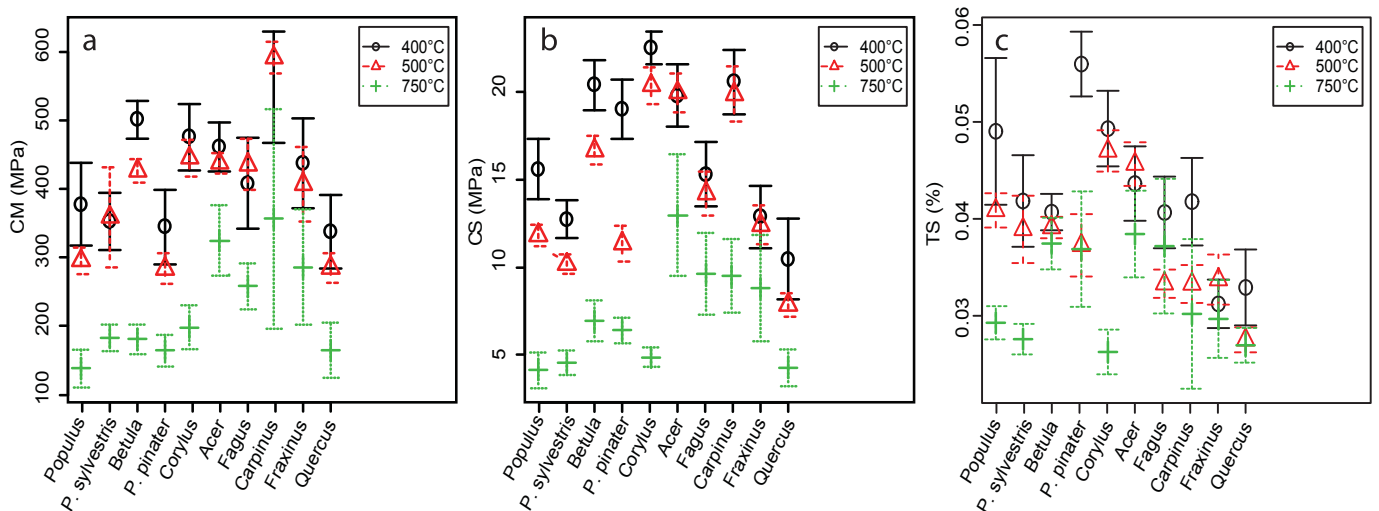 a
CM (MPa)
600
500
400
300
200
100
400°C
500°C
750°C
Populus
P. sylvestris
Betula
P. pinater
Corylus
Acer
Fagus
Carpinus
Fraxinus
Quercus
b
CS (MPa)
20
15
10
5
400°C
500°C
750°C
Populus
P. sylvestris
Betula
P. pinater
Corylus
Acer
Fagus
Carpinus
Fraxinus
Quercus
c
TS (%)
0.06
0.05
0.04
0.03
400°C
500°C
750°C
Populus
P. sylvestris
Betula
P. pinater
Corylus
Acer
Fagus
Carpinus
Fraxinus
Quercus